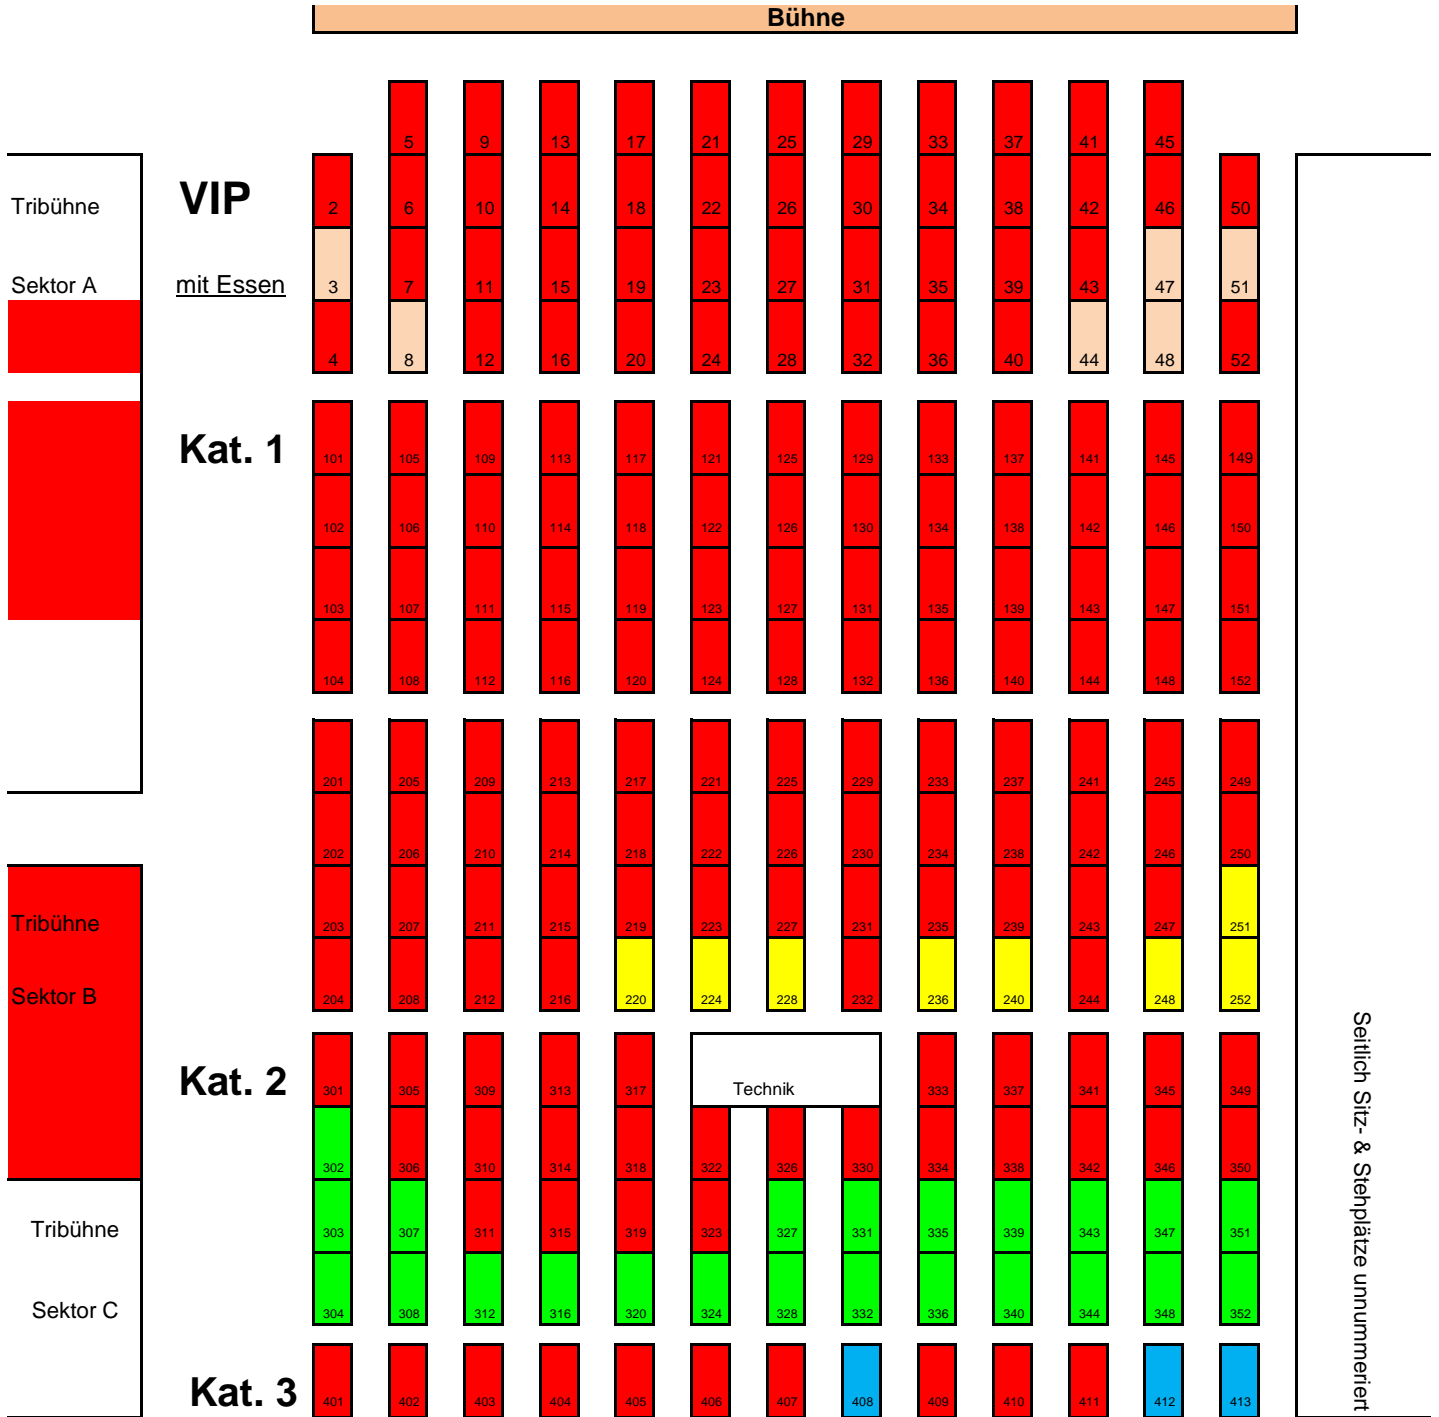 Bühne
5 9 13 17 21 25 29 33 37 41 45
Tribühne VIP 2 6 10 14 18 22 26 30 34 38 42 46 50
Sektor A mit Essen 3 7 11 15 19 23 27 31 35 39 43 47 51
4 8 12 16 20 24 28 32 36 40 44 48 52
Kat. 1 101 105 109 113 117 121 125 129 133 137 141 145 149
102 106 110 114 118 122 126 130 134 138 142 146 150
103 107 111 115 119 123 127 131 135 139 143 147 151
104 108 112 116 120 124 128 132 136 140 144 148 152
201 205 209 213 217 221 225 229 233 237 241 245 249
202 206 210 214 218 222 226 230 234 238 242 246 250
Tribühne 203 207 211 215 219 223 227 231 235 239 243 247 251
Sektor B 204 208 212 216 220 224 228 232 236 240 244 248 252
Kat. 2 301 305 309 313 317 Technik 333 337 341 345 349
302 306 310 314 318 322 326 330 334 338 342 346 350
Tribühne 303 307 311 315 319 323 327 331 335 339 343 347 351
Sektor C 304 308 312 316 320 324 328 332 336 340 344 348 352
Kat. 3 401 402 403 404 405 406 407 408 409 410 411 412 413
Seitlich Sitz- & Stehplätze unnummeriert